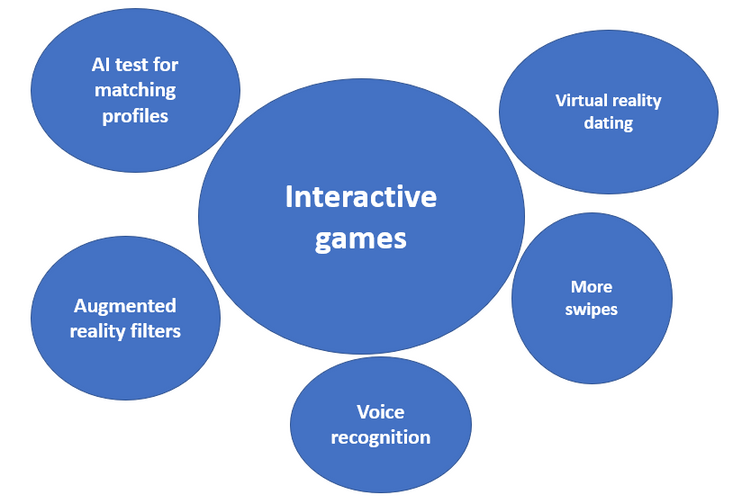 AI test for
matching
profiles
Virtual reality
dating
Interactive
games
More
swipes
Augmented
reality filters
Voice
recognition